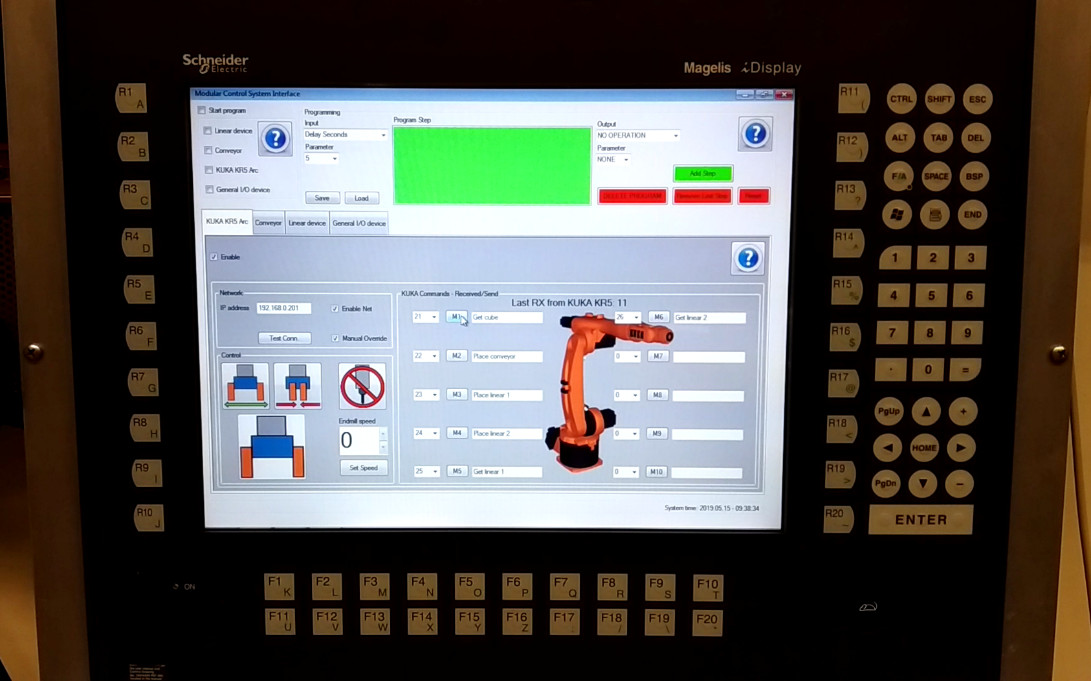 Schneider
Electric
Magelis iDisplay
Modular Control System Interface
Start program
Linear device
Conveyor
KUKA KR5 Arc
General I/O device
Programming
Input
Delay Seconds
Parameter
5
Save
Load
Program Step
Output
NO OPERATION
Parameter
NONE
Add Step
Remove Last Step
Reset
KUKA KR5 Arc
Conveyor
Linear device
General I/O device
Enable
Network
IP address
192.168.0.201
Enable Net
Test Conn.
Manual Override
Control
Endmill speed
0
Set Speed
KUKA Commands - Received/Send
Last RX from KUKA KR5: 11
21 M1 Get cube
22 M2 Place conveyor
23 M3 Place linear 1
24 M4 Place linear 2
25 M5 Get linear 1
26 M6 Get linear 2
0 M7
0 M8
0 M9
0 M10
System time: 2019.05.15 - 09:38:34
R1 A
R2 B
R3 C
R4 D
R5 E
R6 F
R7 G
R8 H
R9 I
R10 J
R11 (
R12 )
R13 ?
R14
R15 %
R16 $
R17 @
R18 <
R19 >
R20
CTRL SHIFT ESC
ALT TAB DEL
F/A SPACE BSP
END
1 2 3
4 5 6
7 8 9
. 0 =
PgUp +
HOME
PgDn -
ENTER
ON
F1 K F2 L F3 M F4 N F5 O F6 P F7 Q F8 R F9 S F10 T
F11 U F12 V F13 W F14 X F15 Y F16 Z F17 F18 / F19 \ F20